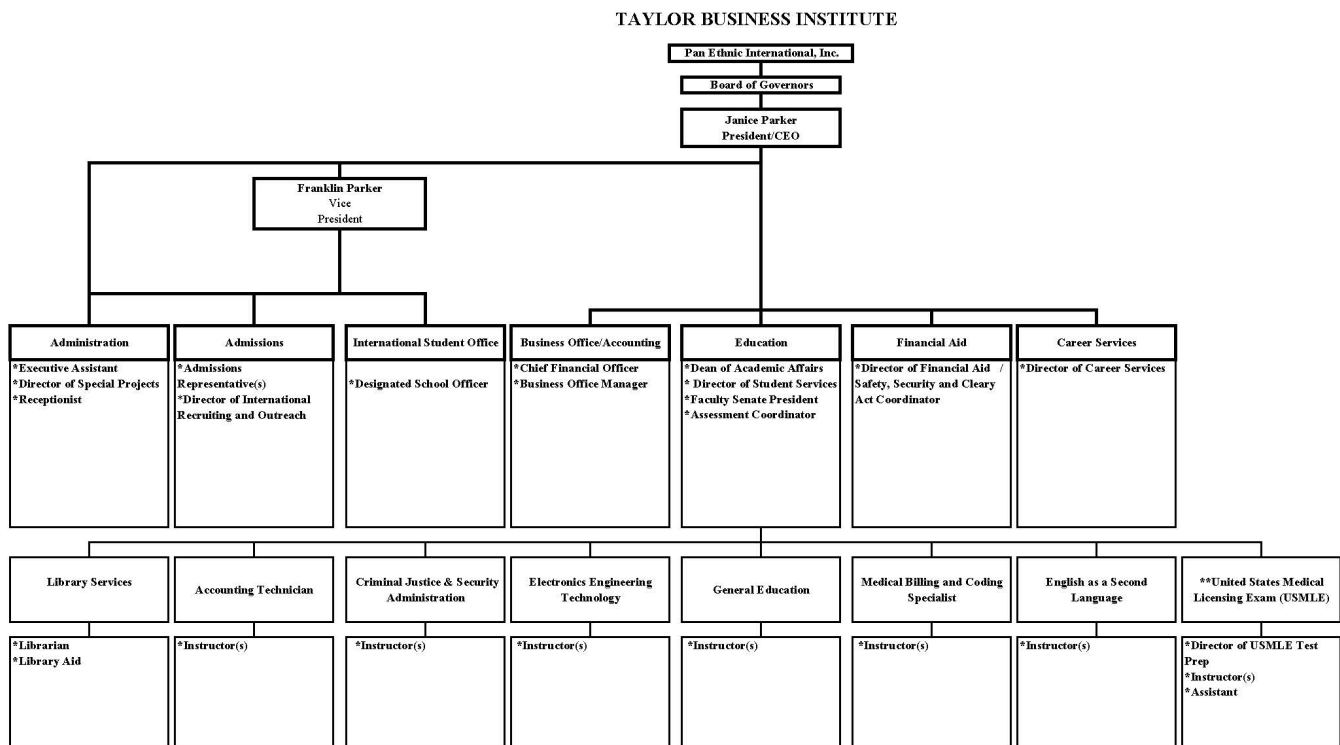 TAYLOR BUSINESS INSTITUTE
Pan Ethnic International, Inc.
Board of Governors
Janice Parker
President/CEO
Franklin Parker
Vice
President
Administration
*Executive Assistant
*Director of Special Projects
*Receptionist
Admissions
*Admissions
Representative(s)
*Director of International
Recruiting and Outreach
International Student Office
*Designated School Officer
Business Office/Accounting
*Chief Financial Officer
*Business Office Manager
Education
*Dean of Academic Affairs
* Director of Student Services
*Faculty Senate President
*Assessment Coordinator
Financial Aid
*Director of Financial Aid /
Safety, Security and Cleary
Act Coordinator
Career Services
*Director of Career Services
Library Services
*Librarian
*Library Aid
Accounting Technician
*Instructor(s)
Criminal Justice & Security
Administration
*Instructor(s)
Electronics Engineering
Technology
*Instructor(s)
General Education
*Instructor(s)
Medical Billing and Coding
Specialist
*Instructor(s)
English as a Second
Language
*Instructor(s)
**United States Medical
Licensing Exam (USMLE)
*Director of USMLE Test
Prep
*Instructor(s)
*Assistant